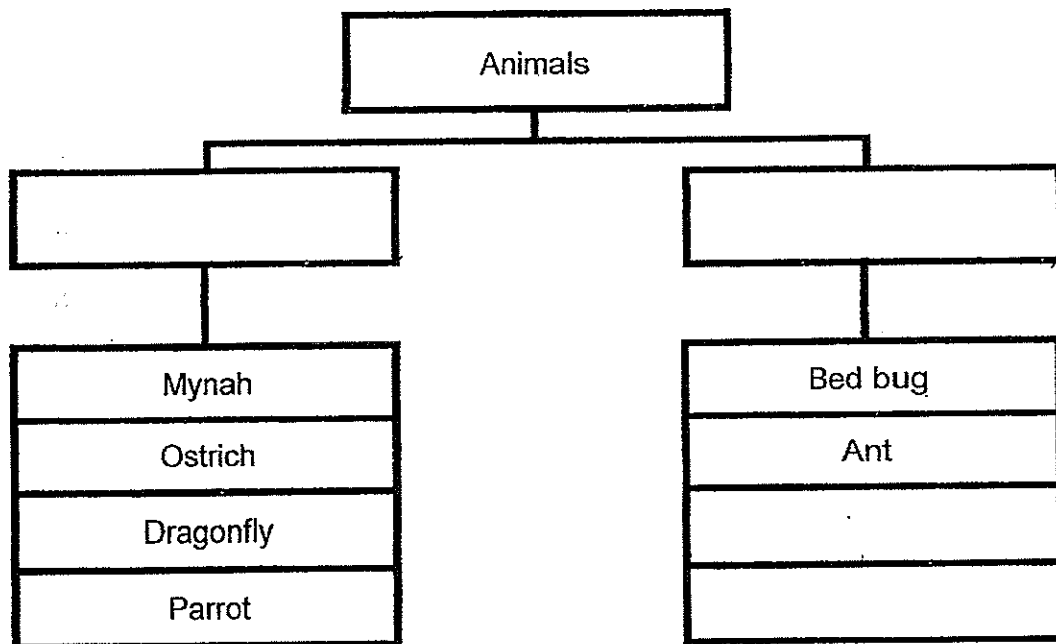 Animals
Mynah
Ostrich
Dragonfly
Parrot
Bed bug
Ant